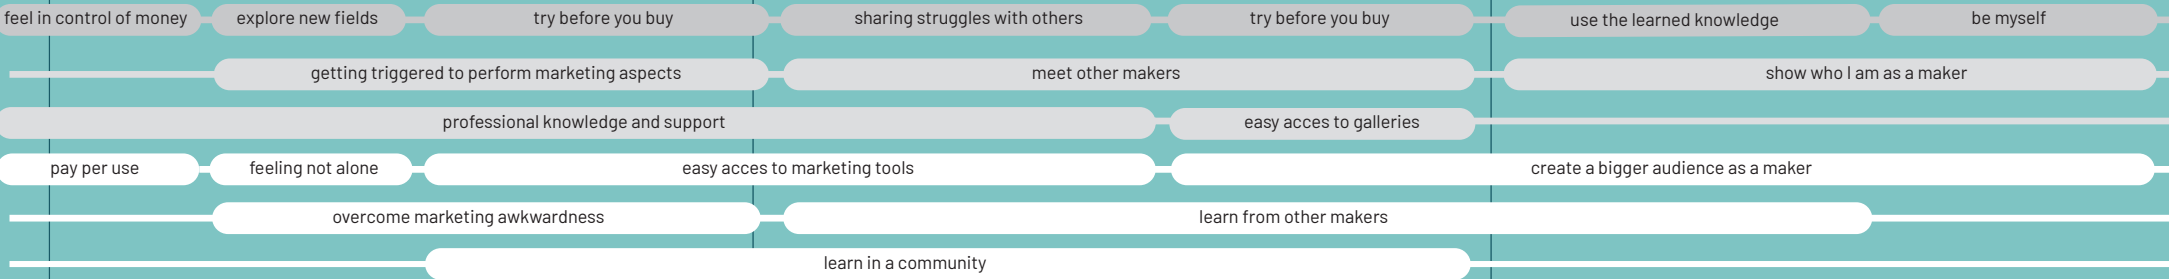 feel in control of money explore new fields try before you buy sharing struggles with others try before you buy use the learned knowledge be myself
getting triggered to perform marketing aspects meet other makers show who I am as a maker
professional knowledge and support easy acces to galleries
pay per use feeling not alone easy acces to marketing tools create a bigger audience as a maker
overcome marketing awkwardness learn from other makers
learn in a community